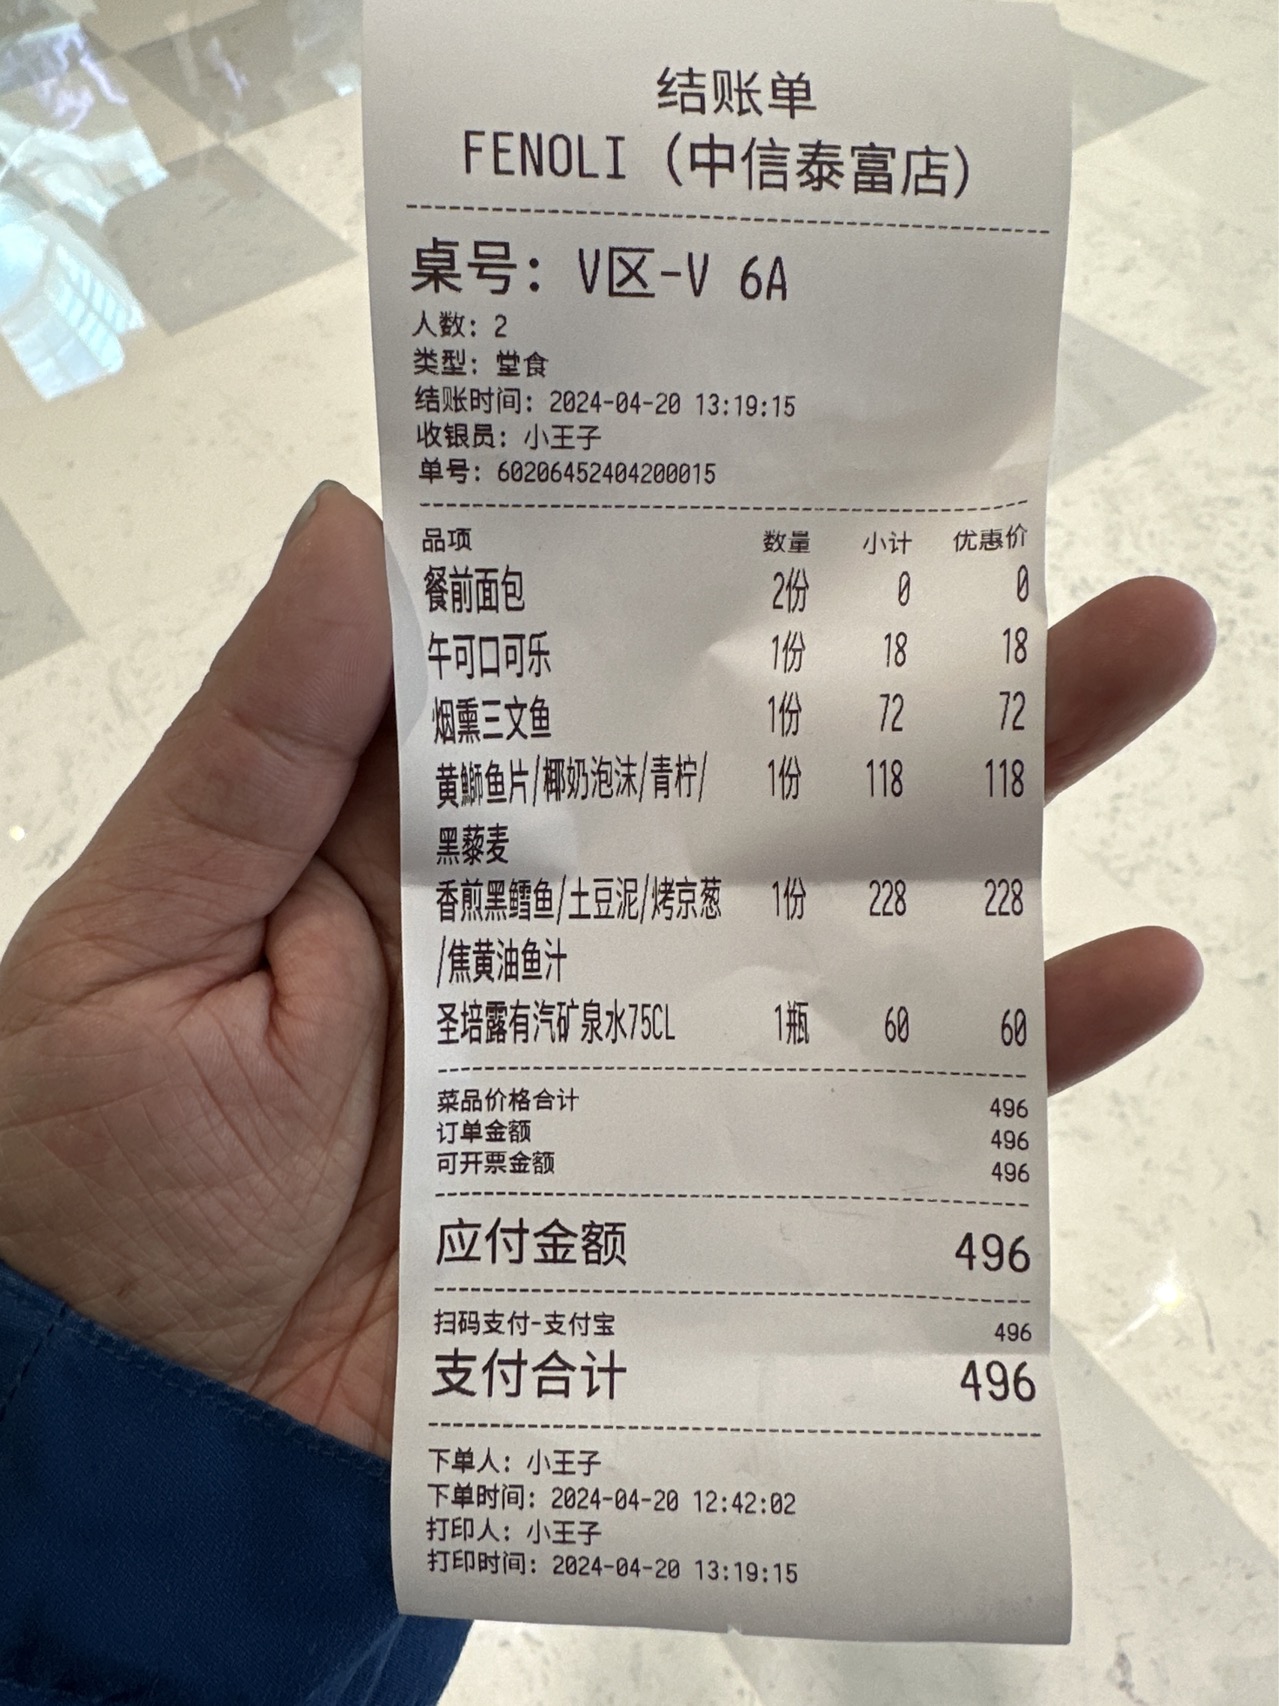 结账单
FENOLI（中信泰富店）
桌号：V区-V 6A
人数：2
类型：堂食
结账时间：2024-04-20 13:19:15
收银员：小王子
单号：60206452404200015
品项 数量 小计 优惠价
餐前面包 2份 0 0
午可口可乐 1份 18 18
烟熏三文鱼 1份 72 72
黄鰤鱼片/椰奶泡沫/青柠/ 1份 118 118
黑藜麦
香煎黑鳕鱼/土豆泥/烤京葱 1份 228 228
/焦黄油鱼汁
圣培露有汽矿泉水75CL 1瓶 60 60
菜品价格合计 496
订单金额 496
可开票金额 496
应付金额 496
扫码支付-支付宝 496
支付合计 496
下单人：小王子
下单时间：2024-04-20 12:42:02
打印人：小王子
打印时间：2024-04-20 13:19:15